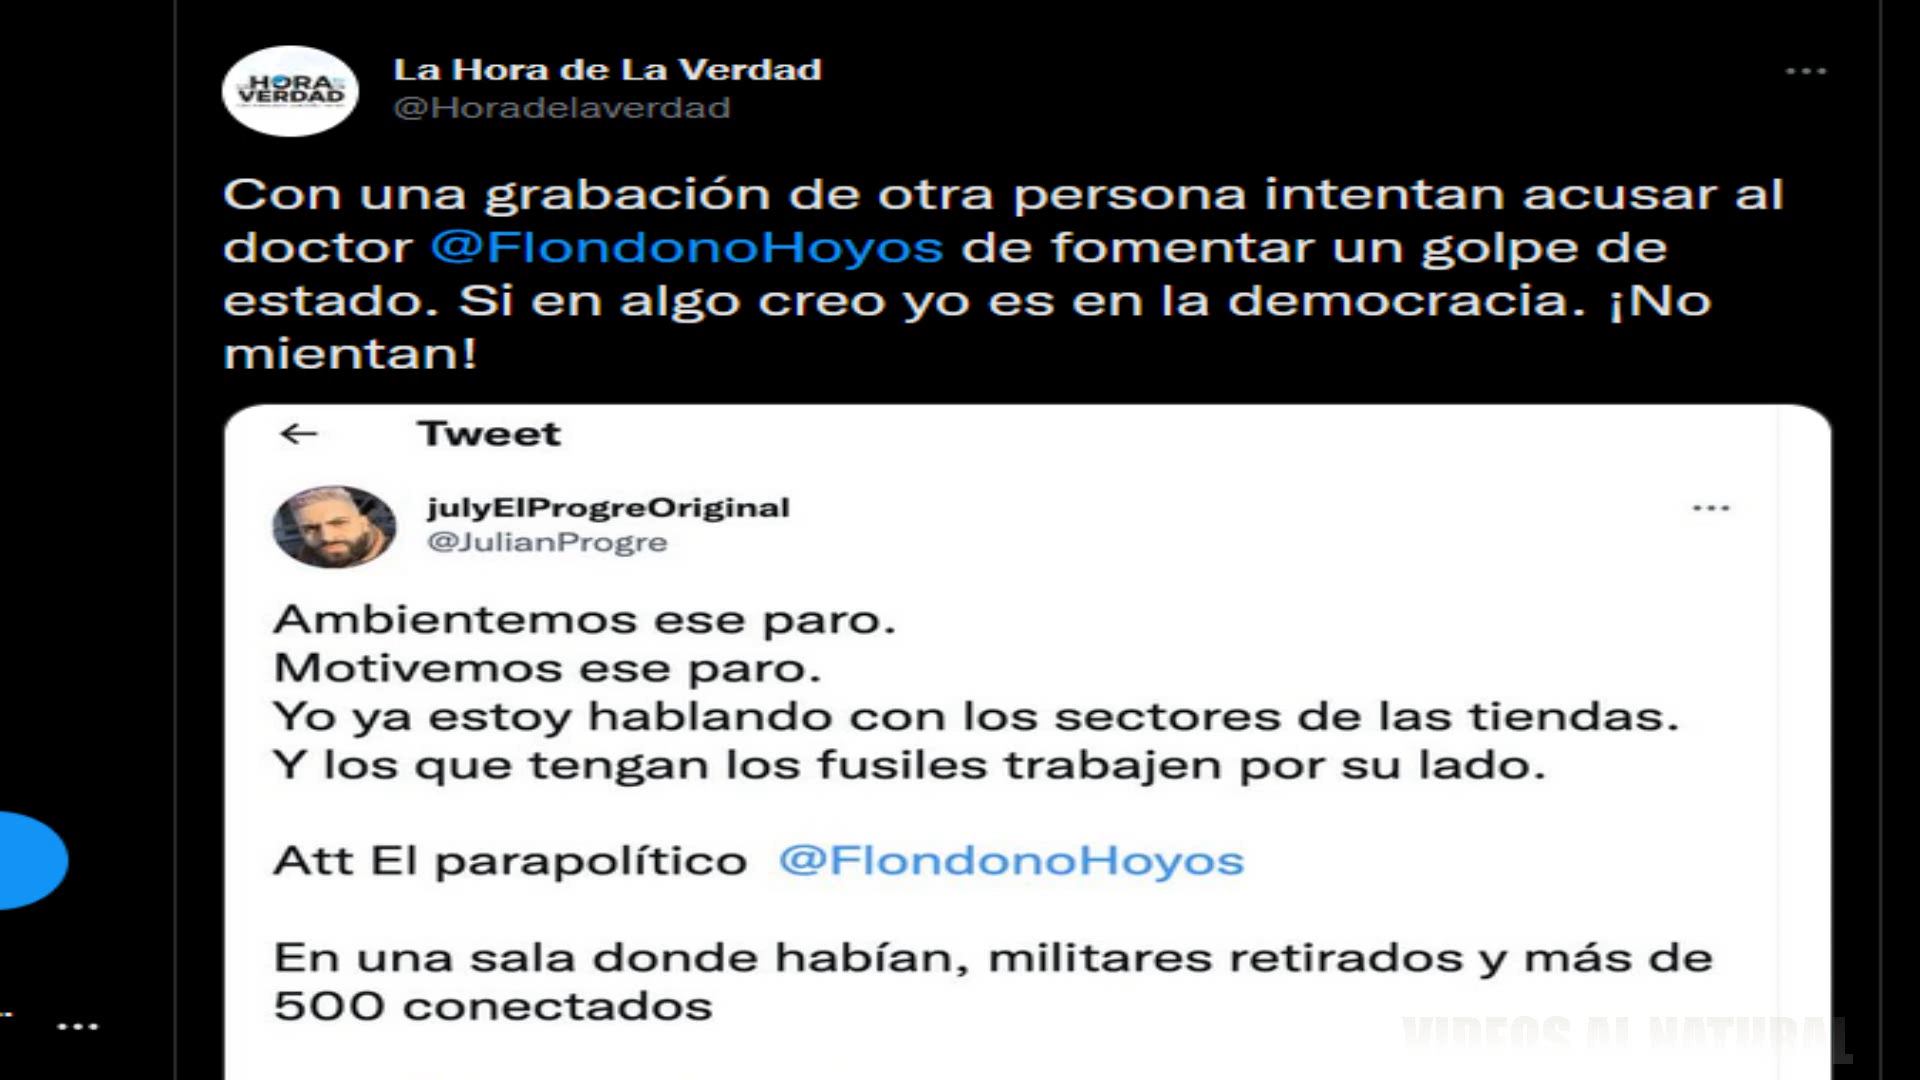 HORA
VERDAD
La Hora de La Verdad
@Horadelaverdad
Con una grabación de otra persona intentan acusar al
doctor @FlondonoHoyos de fomentar un golpe de
estado. Si en algo creo yo es en la democracia. ¡No
mientan!
← Tweet
julyElProgreOriginal
@JulianProgre
Ambientemos ese paro.
Motivemos ese paro.
Yo ya estoy hablando con los sectores de las tiendas.
Y los que tengan los fusiles trabajen por su lado.
Att El parapolítico @FlondonoHoyos
En una sala donde habían, militares retirados y más de
500 conectados
VIDEOS AL NATURAL